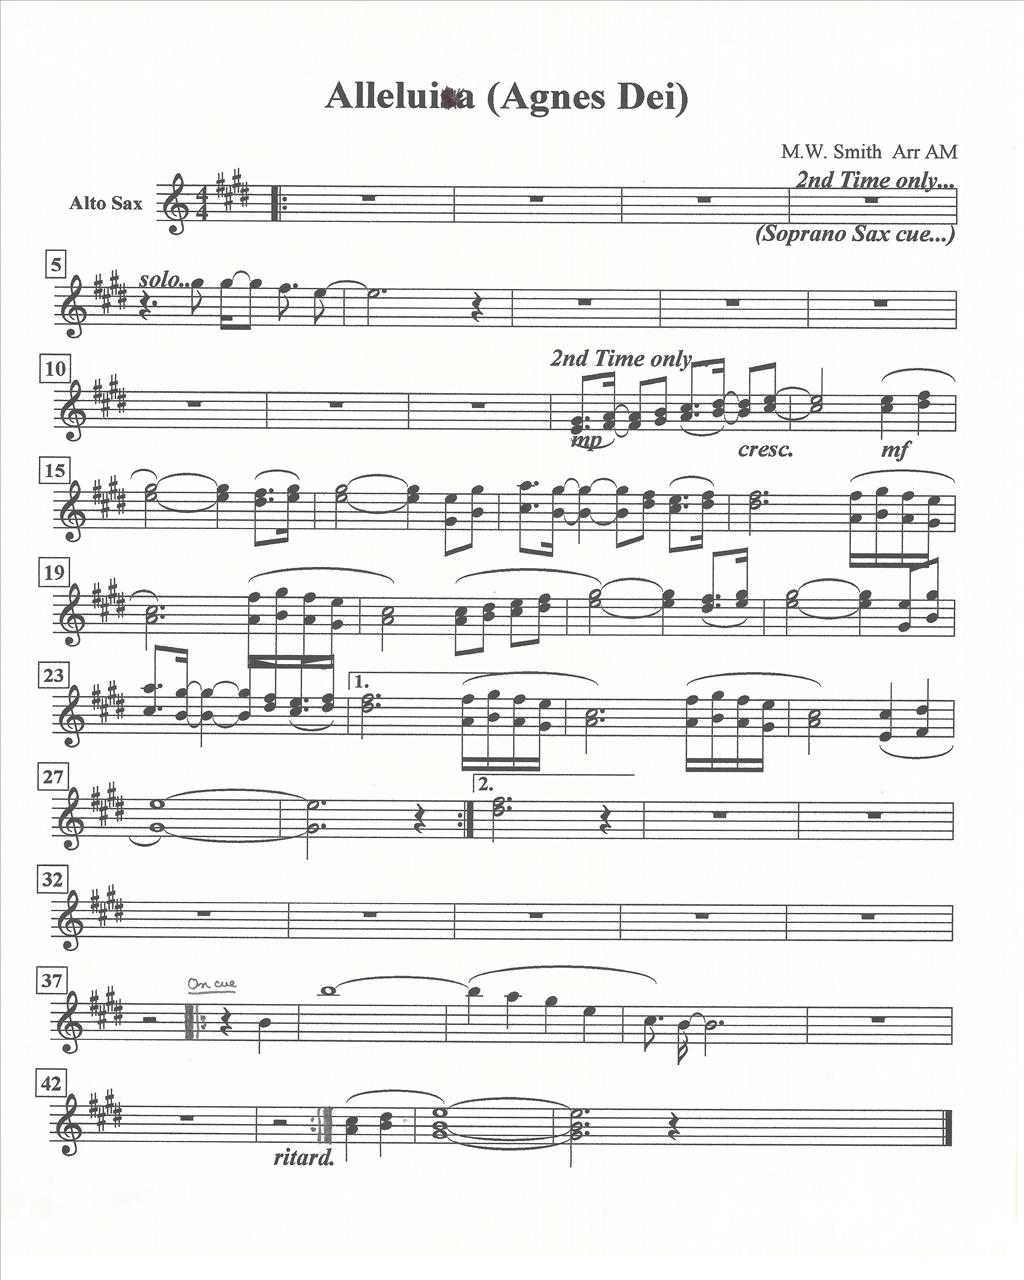 Alleluia (Agnes Dei)
M.W. Smith Arr AM
2nd Time only...
Alto Sax
4
4
(Soprano Sax cue...)
5
solo..
10
2nd Time only...
mp
cresc.
mf
15
19
23
1.
27
2.
32
37
On cue
42
ritard.